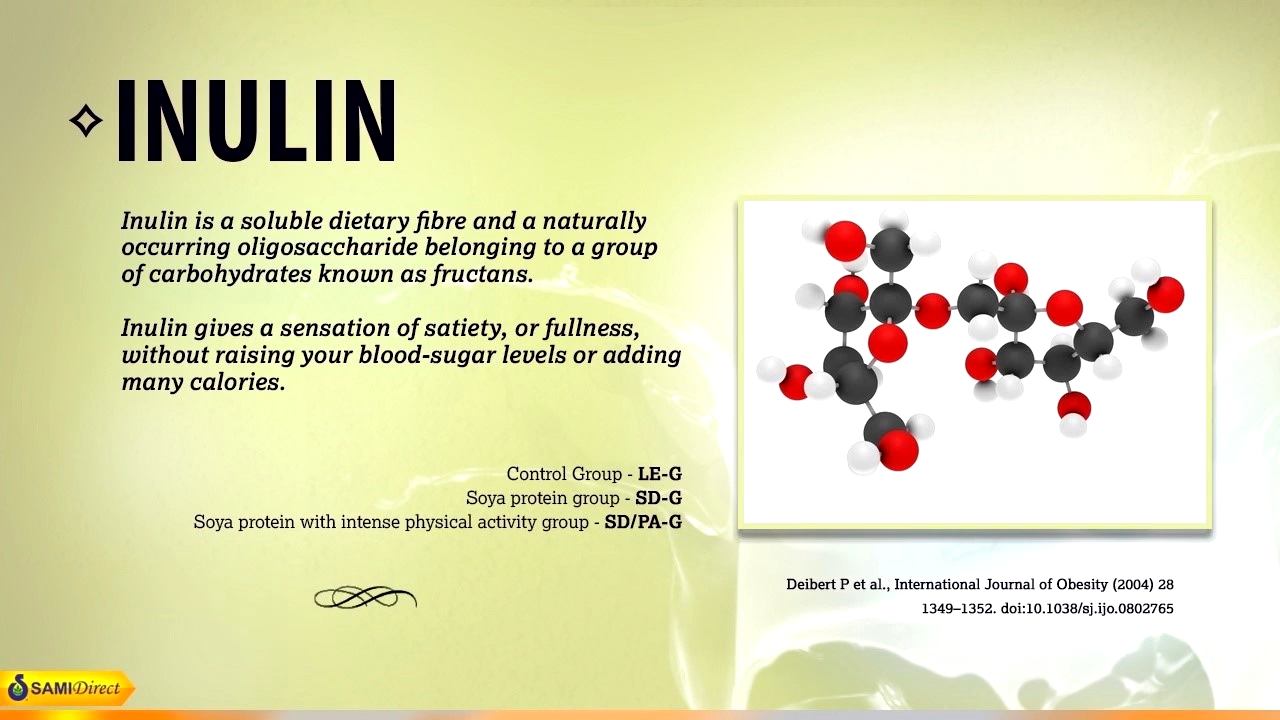 INULIN
Inulin is a soluble dietary fibre and a naturally
occurring oligosaccharide belonging to a group
of carbohydrates known as fructans.
Inulin gives a sensation of satiety, or fullness,
without raising your blood-sugar levels or adding
many calories.
Control Group - LE-G
Soya protein group - SD-G
Soya protein with intense physical activity group - SD/PA-G
Deibert P et al., International Journal of Obesity (2004) 28
1349–1352. doi:10.1038/sj.ijo.0802765
SAMIDirect